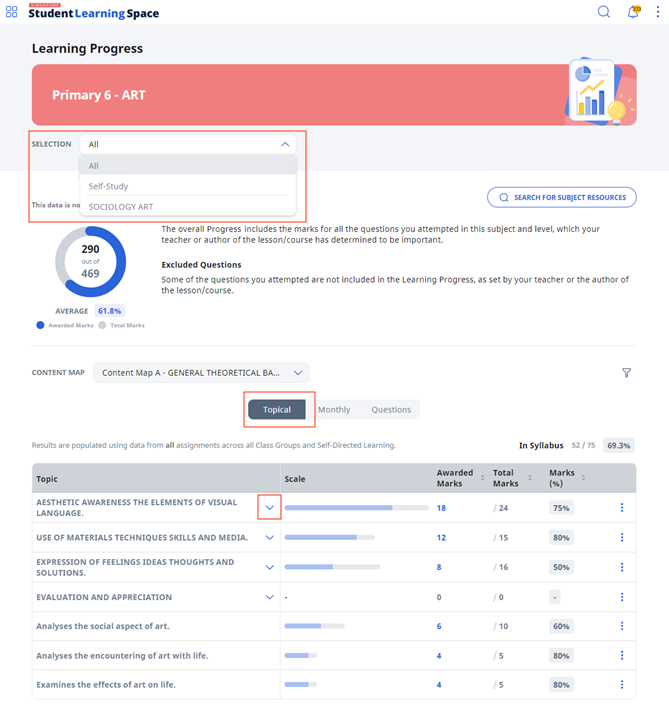 SINGAPORE
Student Learning Space
233
Learning Progress
Primary 6 - ART
SELECTION
All
All
Self-Study
SOCIOLOGY ART
This data is no
SEARCH FOR SUBJECT RESOURCES
290
out of
469
AVERAGE 61.8%
Awarded Marks Total Marks
The overall Progress includes the marks for all the questions you attempted in this subject and level, which your
teacher or author of the lesson/course has determined to be important.
Excluded Questions
Some of the questions you attempted are not included in the Learning Progress, as set by your teacher or the author of
the lesson/course.
CONTENT MAP Content Map A - GENERAL THEORETICAL BA...
Topical Monthly Questions
Results are populated using data from all assignments across all Class Groups and Self-Directed Learning.
In Syllabus 52 / 75 69.3%
Topic Scale Awarded Marks Total Marks Marks (%)
AESTHETIC AWARENESS THE ELEMENTS OF VISUAL
LANGUAGE. 18 / 24 75%
USE OF MATERIALS TECHNIQUES SKILLS AND MEDIA. 12 / 15 80%
EXPRESSION OF FEELINGS IDEAS THOUGHTS AND
SOLUTIONS. 8 / 16 50%
EVALUATION AND APPRECIATION - 0 / 0 -
Analyses the social aspect of art. 6 / 10 60%
Analyses the encountering of art with life. 4 / 5 80%
Examines the effects of art on life. 4 / 5 80%